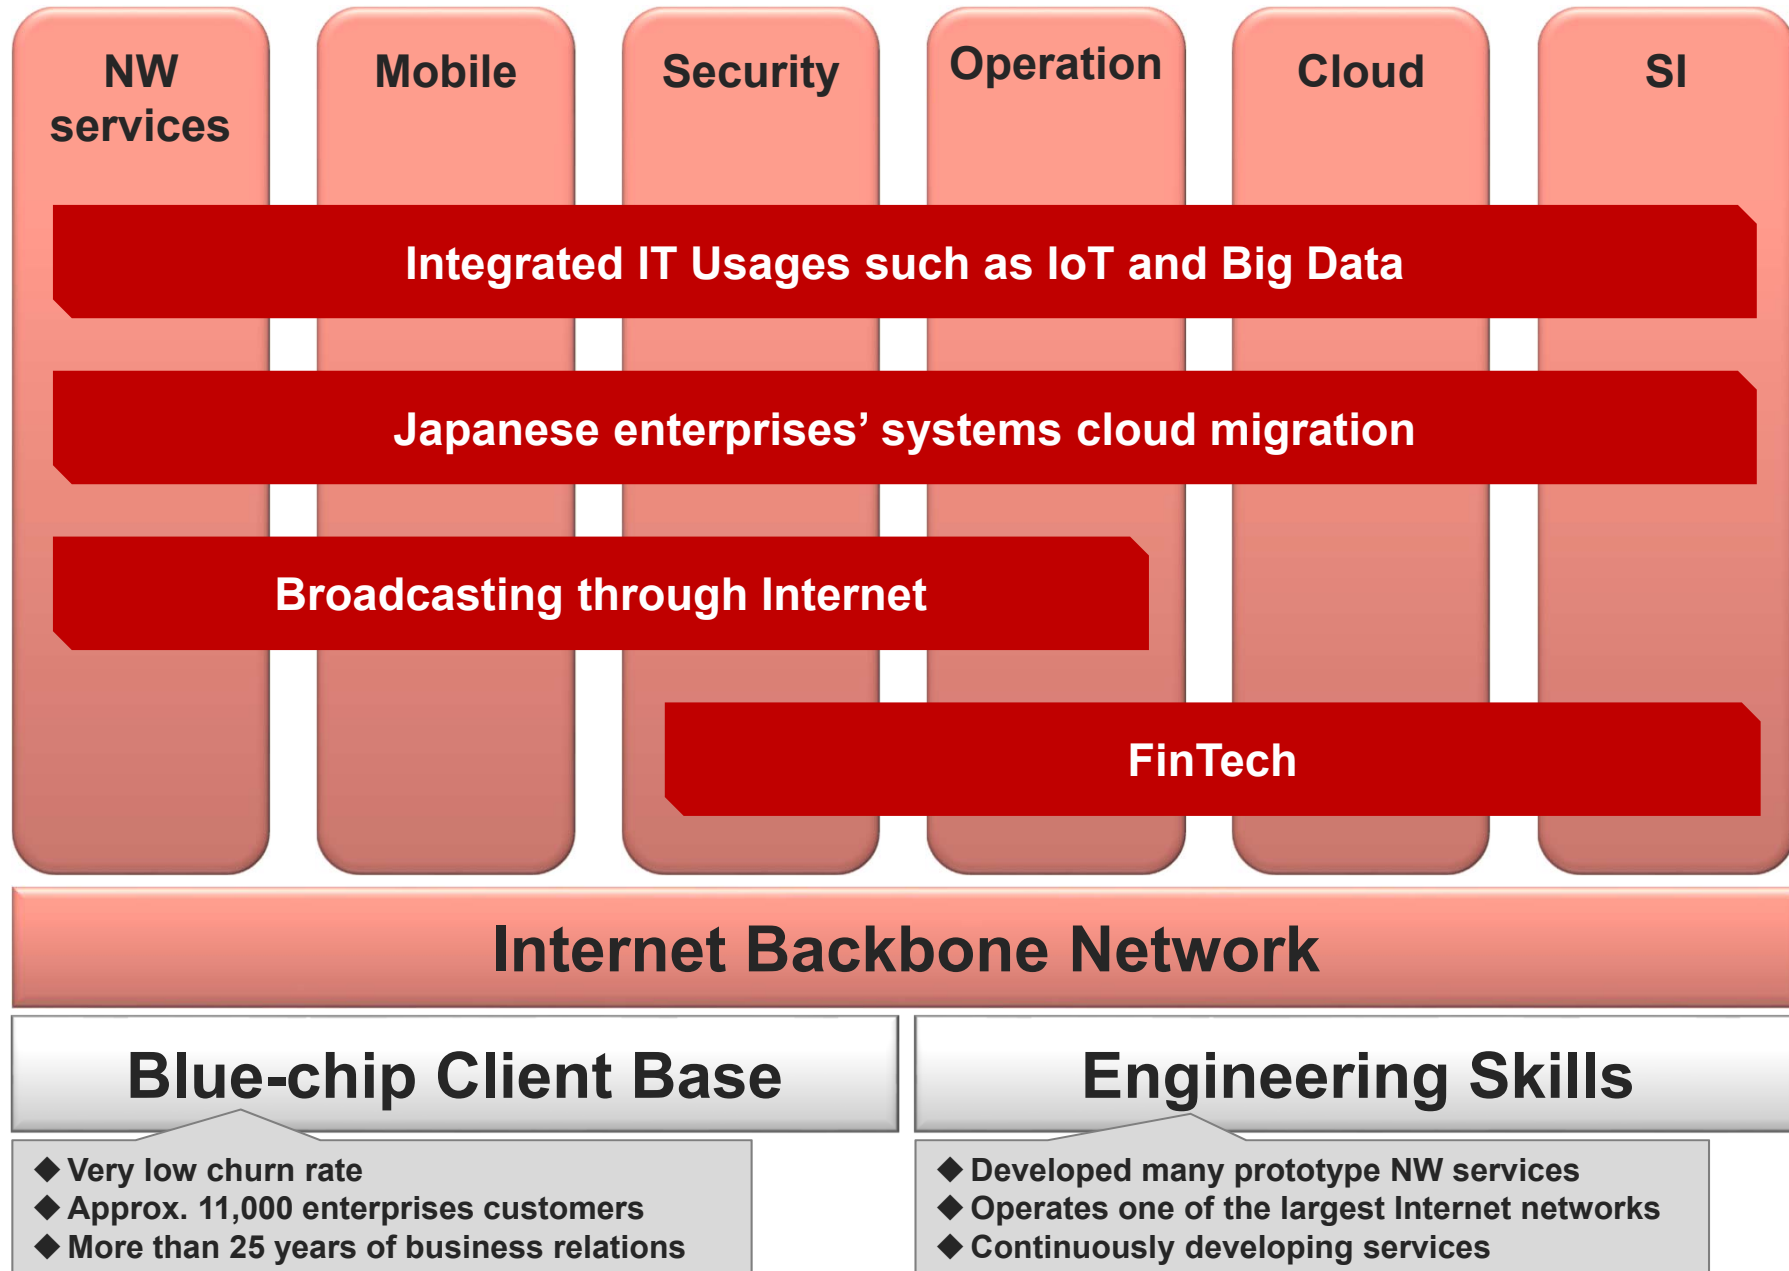 NW
services
Mobile
Security
Operation
Cloud
SI
Integrated IT Usages such as IoT and Big Data
Japanese enterprises’ systems cloud migration
Broadcasting through Internet
FinTech
Internet Backbone Network
Blue-chip Client Base
Engineering Skills
◆ Very low churn rate
◆ Approx. 11,000 enterprises customers
◆ More than 25 years of business relations
◆ Developed many prototype NW services
◆ Operates one of the largest Internet networks
◆ Continuously developing services